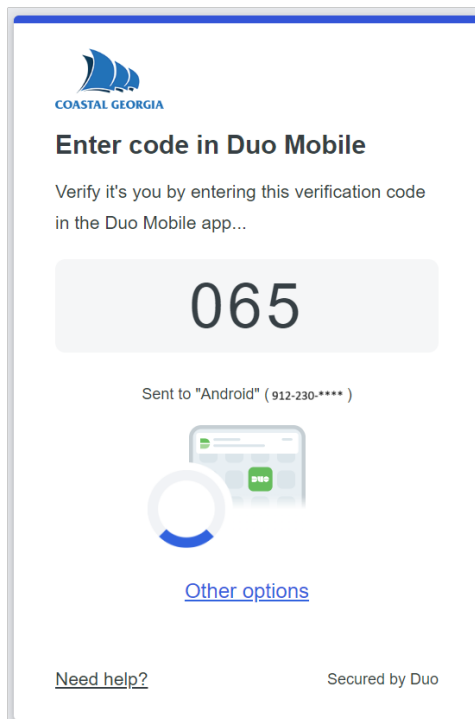 COASTAL GEORGIA
Enter code in Duo Mobile
Verify it's you by entering this verification code
in the Duo Mobile app...
065
Sent to "Android" ( 912-230-**** )
DUO
Other options
Need help?
Secured by Duo